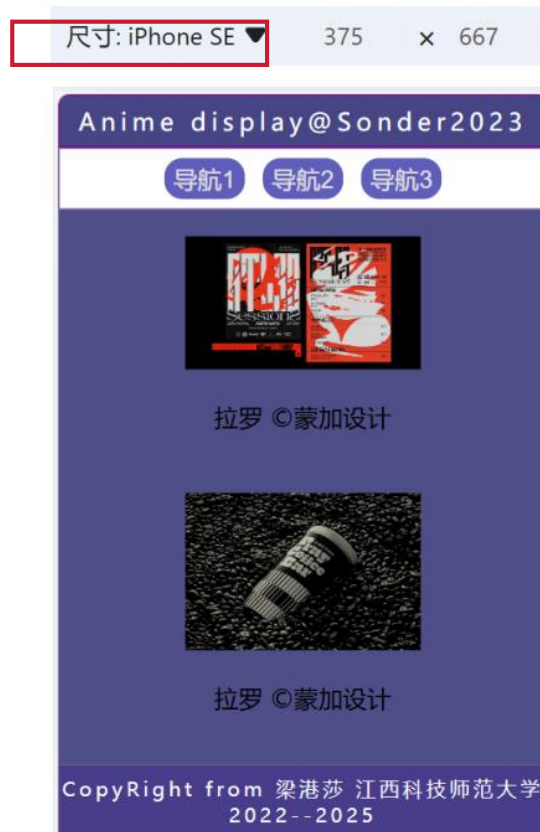 尺寸: iPhone SE ▼ 375 × 667
Anime display@Sonder2023
导航1 导航2 导航3
SESSIONS
拉罗 ©蒙加设计
拉罗 ©蒙加设计
CopyRight from 梁港莎 江西科技师范大学
2022--2025